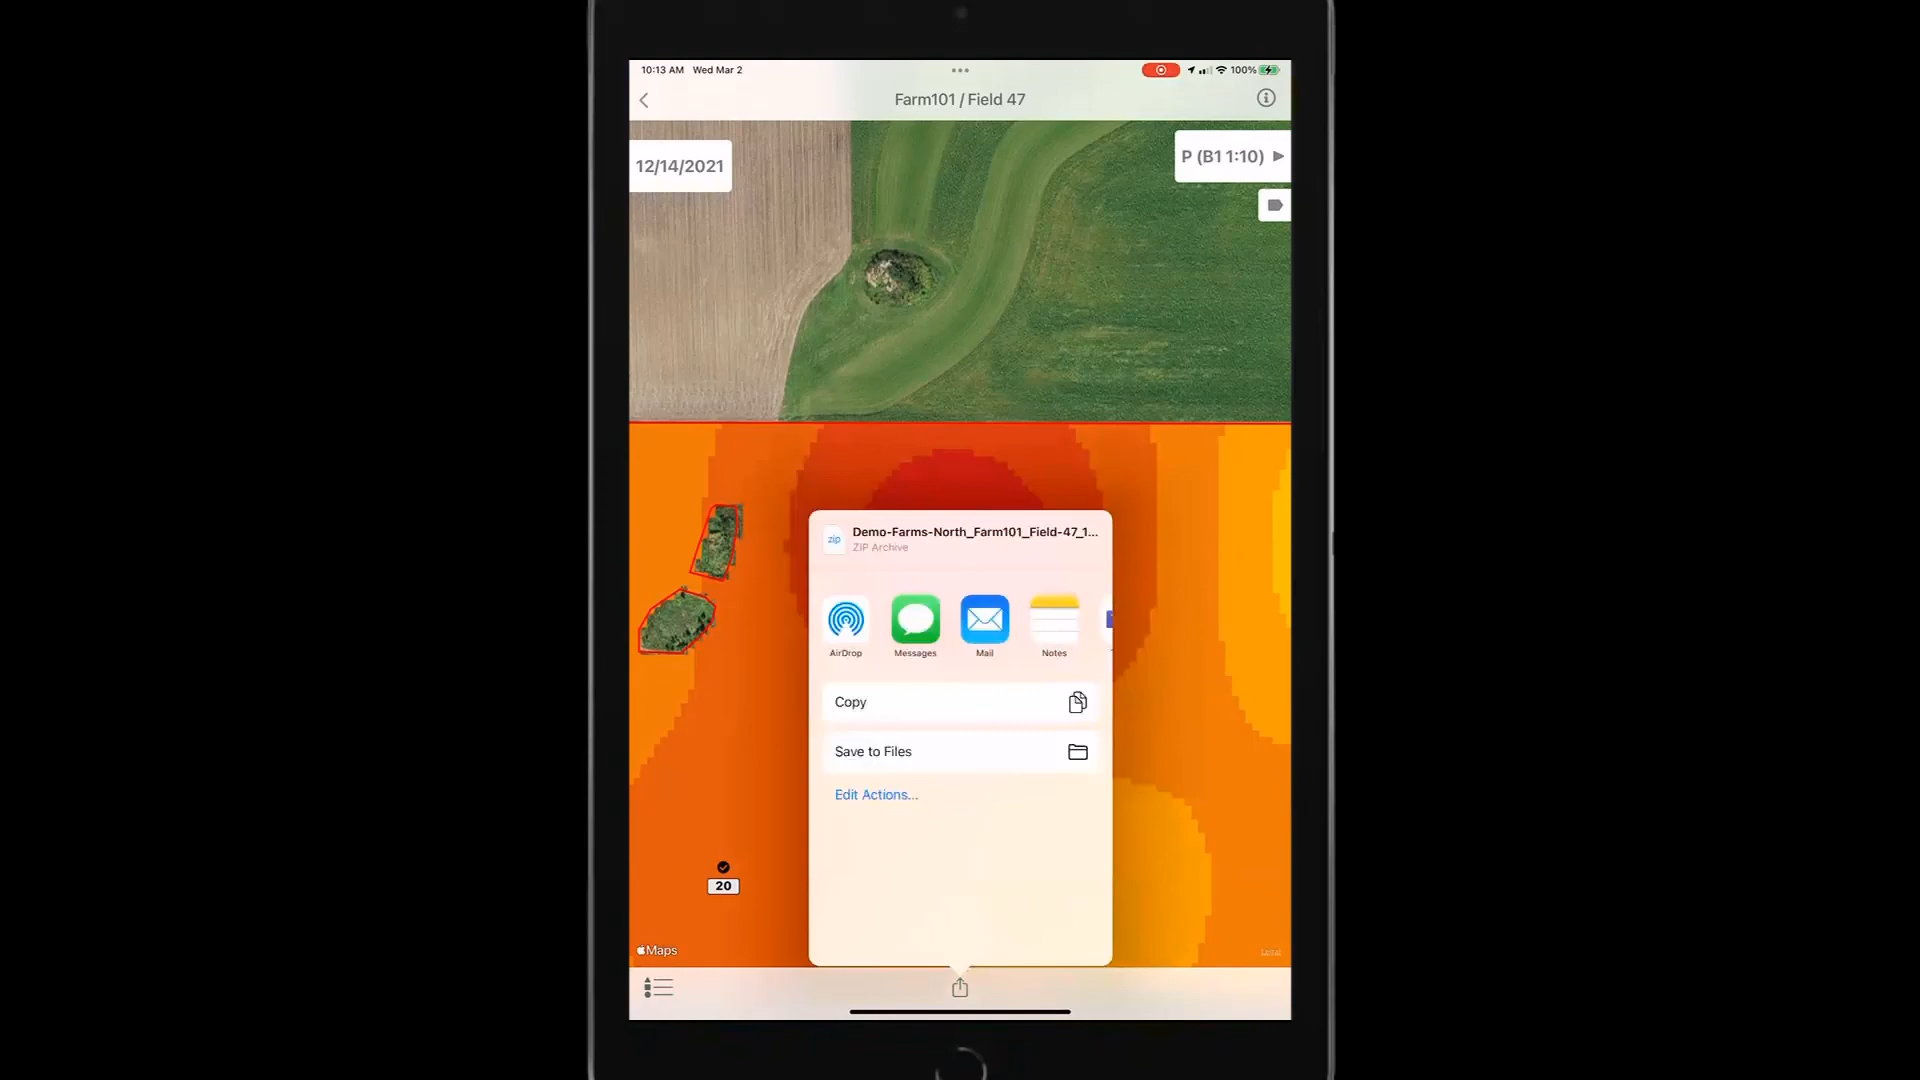 10:13 AM Wed Mar 2
100%
Farm101 / Field 47
12/14/2021
P (B1 1:10)
zip
Demo-Farms-North_Farm101_Field-47_1...
ZIP Archive
AirDrop
Messages
Mail
Notes
Copy
Save to Files
Edit Actions...
20
Maps
Legal